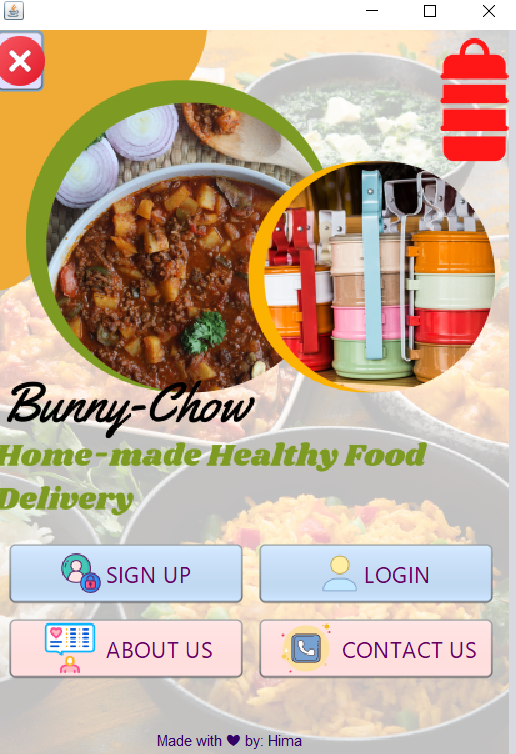 Bunny-Chow
Home-made Healthy Food
Delivery
SIGN UP
LOGIN
ABOUT US
CONTACT US
Made with ♥ by: Hima